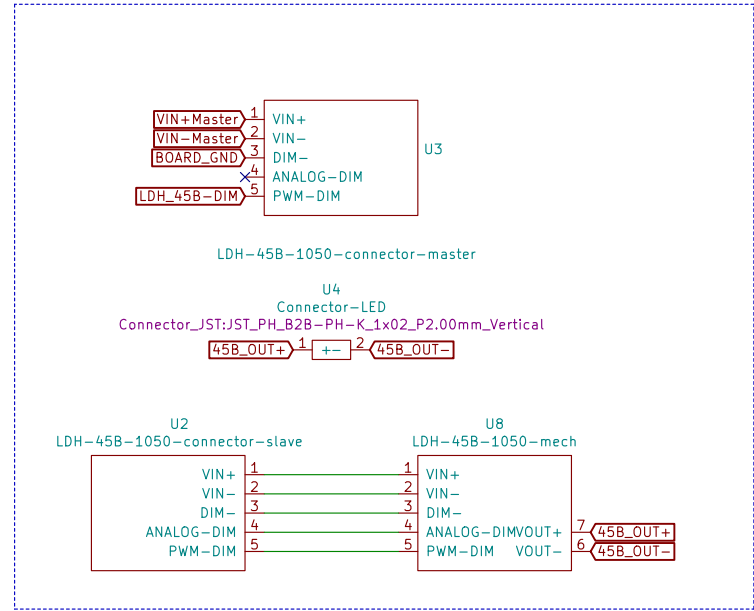 VIN+Master 1 VIN+
VIN-Master 2 VIN-
BOARD_GND 3 DIM- U3
4 ANALOG-DIM
LDH_45B-DIM 5 PWM-DIM
LDH-45B-1050-connector-master
U4
Connector-LED
Connector_JST:JST_PH_B2B-PH-K_1x02_P2.00mm_Vertical
45B_OUT+ 1 +- 2 45B_OUT-
U2 U8
LDH-45B-1050-connector-slave LDH-45B-1050-mech
VIN+ 1 1 VIN+
VIN- 2 2 VIN-
DIM- 3 3 DIM-
ANALOG-DIM 4 4 ANALOG-DIM VOUT+ 7 45B_OUT+
PWM-DIM 5 5 PWM-DIM VOUT- 6 45B_OUT-